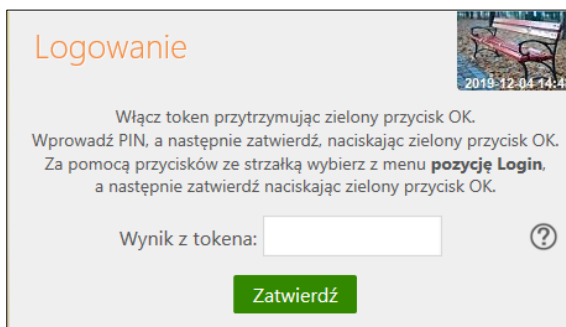 Logowanie
2019-12-04 14:4
Włącz token przytrzymując zielony przycisk OK.
Wprowadź PIN, a następnie zatwierdź, naciskając zielony przycisk OK.
Za pomocą przycisków ze strzałką wybierz z menu pozycję Login,
a następnie zatwierdź naciskając zielony przycisk OK.
Wynik z tokena:
?
Zatwierdź